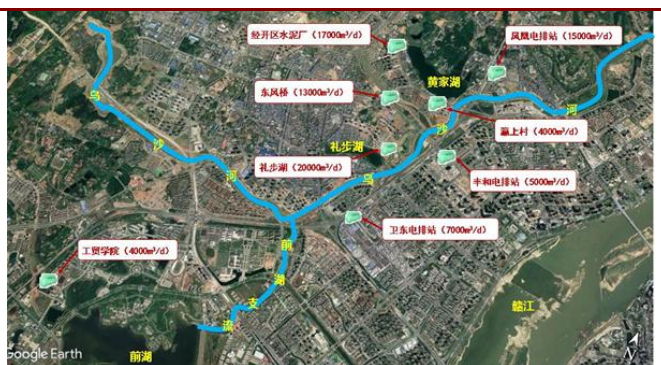 经开区水泥厂（17000m³/d）
凤凰电排站（15000m³/d）
黄家湖
东风桥（13000m³/d）
瀛上村（4000m³/d）
礼步湖
礼步湖（20000m³/d）
丰和电排站（5000m³/d）
卫东电排站（7000m³/d）
工贸学院（4000m³/d）
乌沙河
乌沙河
前湖支流
赣江
前湖
Google Earth
N